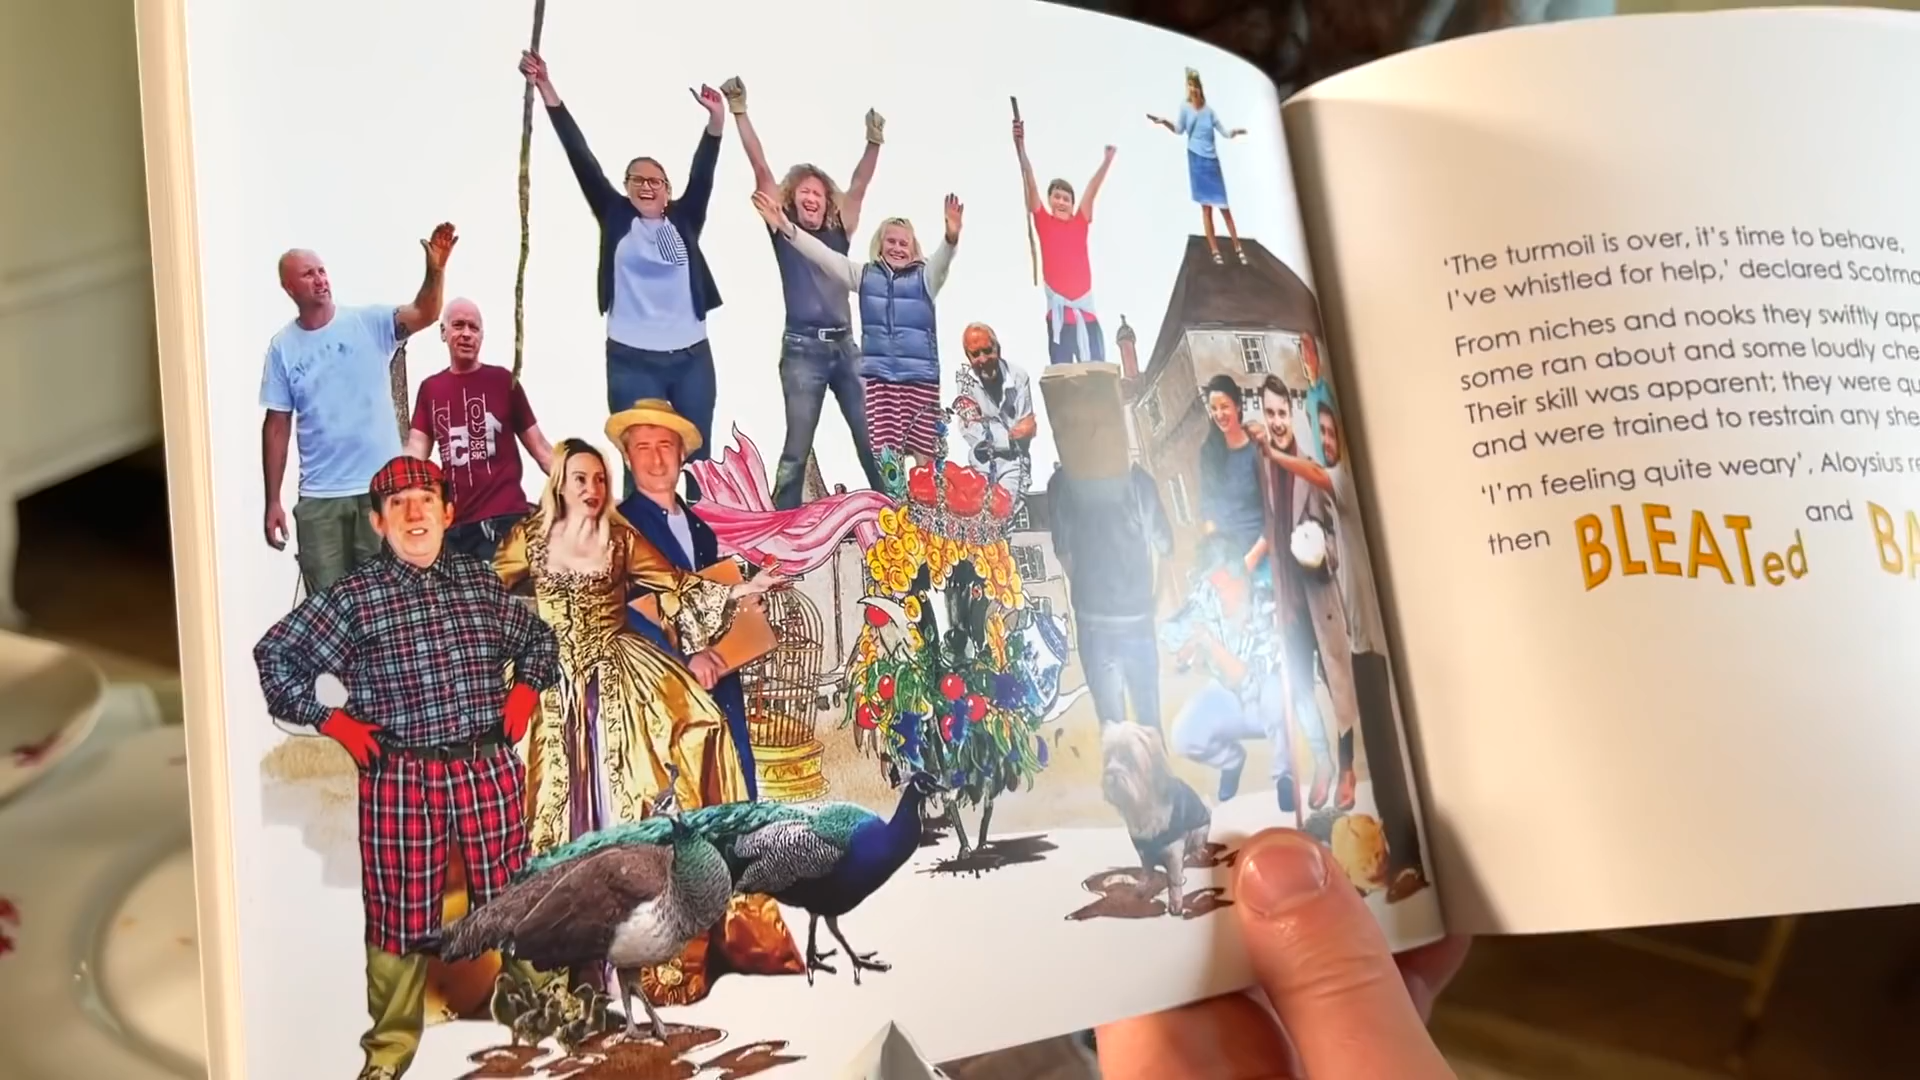 'The turmoil is over, it's time to behave,
I've whistled for help,' declared
From niches and nooks they swiftly
some ran about and some loudly
Their skill was apparent; they were
and were trained to restrain any
'I'm feeling quite weary', Aloysius
then BLEATed and